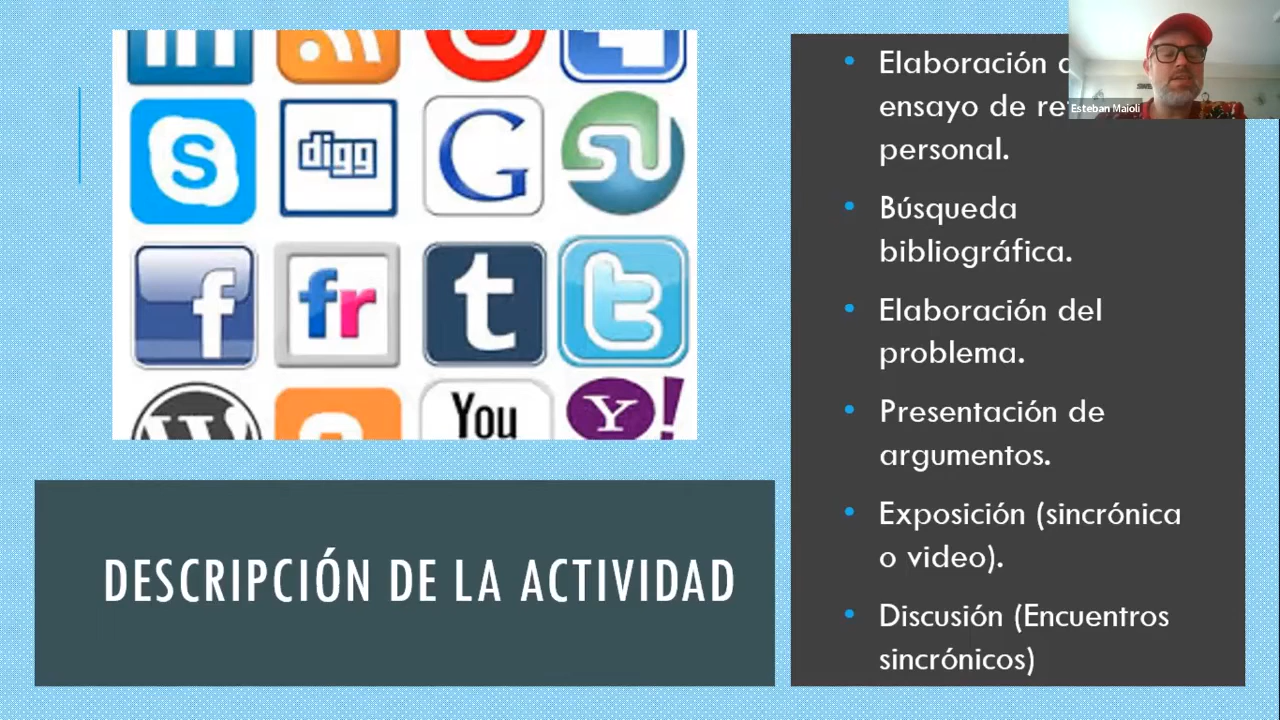 in
digg
G
f
fr
t
t
You
Y!
DESCRIPCIÓN DE LA ACTIVIDAD
• Elaboración
ensayo de
personal.
• Búsqueda
bibliográfica.
• Elaboración del
problema.
• Presentación de
argumentos.
• Exposición (sincrónica
o video).
• Discusión (Encuentros
sincrónicos)
Esteban Maioli